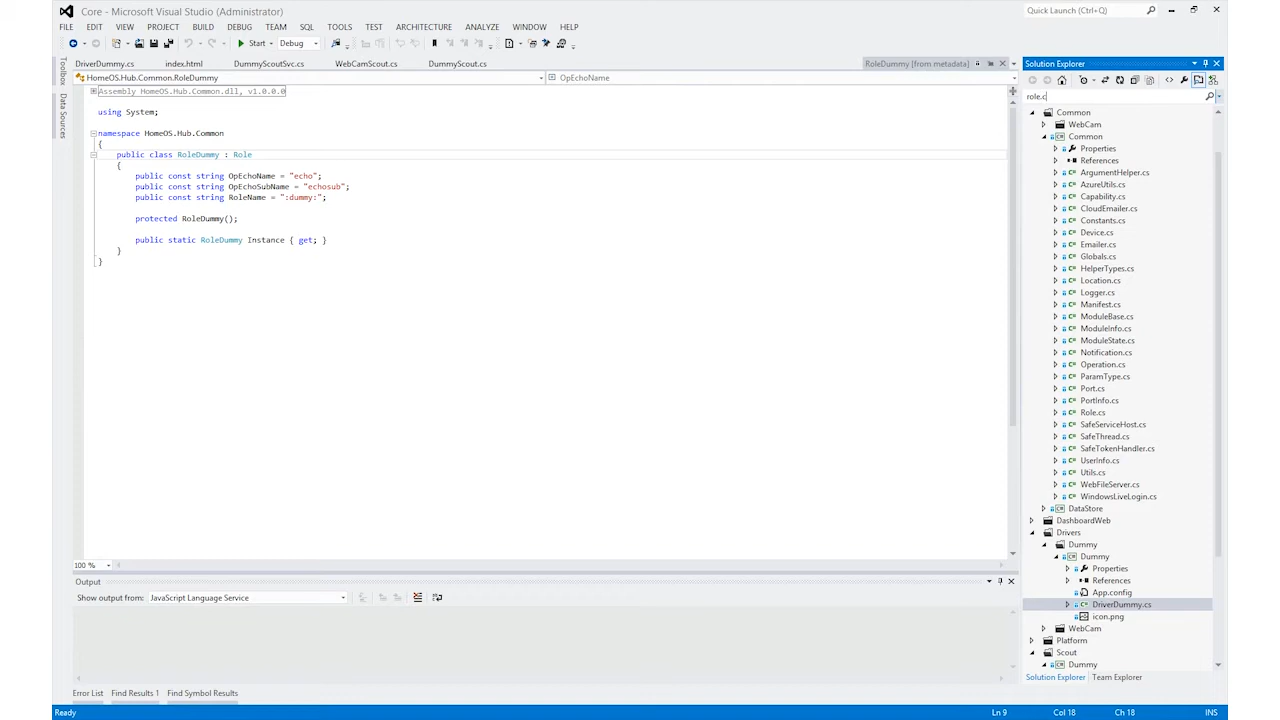 Core - Microsoft Visual Studio (Administrator)
Quick Launch (Ctrl+Q)
FILE EDIT VIEW PROJECT BUILD DEBUG TEAM SQL TOOLS TEST ARCHITECTURE ANALYZE WINDOW HELP
Start Debug
DriverDummy.cs index.html DummyScoutSvc.cs WebCamScout.cs DummyScout.cs RoleDummy [from metadata]
Toolbox
Data Sources
HomeOS.Hub.Common.RoleDummy OpEchoName
Assembly HomeOS.Hub.Common.dll, v1.0.0.0
using System;
namespace HomeOS.Hub.Common
{
public class RoleDummy : Role
{
public const string OpEchoName = "echo";
public const string OpEchoSubName = "echosub";
public const string RoleName = ":dummy:";
protected RoleDummy();
public static RoleDummy Instance { get; }
}
}
100 %
Output
Show output from: JavaScript Language Service
Error List Find Results 1 Find Symbol Results
Solution Explorer
role.c
Common
WebCam
Common
Properties
References
ArgumentHelper.cs
AzureUtils.cs
Capability.cs
CloudEmailer.cs
Constants.cs
Device.cs
Emailer.cs
Globals.cs
HelperTypes.cs
Location.cs
Logger.cs
Manifest.cs
ModuleBase.cs
ModuleInfo.cs
ModuleState.cs
Notification.cs
Operation.cs
ParamType.cs
Port.cs
PortInfo.cs
Role.cs
SafeServiceHost.cs
SafeThread.cs
SafeTokenHandler.cs
UserInfo.cs
Utils.cs
WebFileServer.cs
WindowsLiveLogin.cs
DataStore
DashboardWeb
Drivers
Dummy
Dummy
Properties
References
App.config
DriverDummy.cs
icon.png
WebCam
Platform
Scout
Dummy
Solution Explorer Team Explorer
Ready Ln 9 Col 18 Ch 18 INS